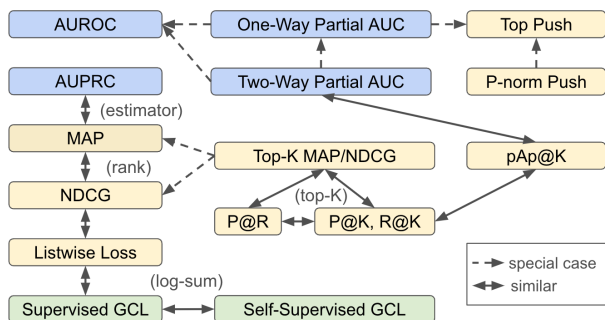 AUROC
One-Way Partial AUC
Top Push
AUPRC
Two-Way Partial AUC
P-norm Push
(estimator)
MAP
Top-K MAP/NDCG
pAp@K
(rank)
NDCG
(top-K)
P@R
P@K, R@K
Listwise Loss
(log-sum)
special case
similar
Supervised GCL
Self-Supervised GCL